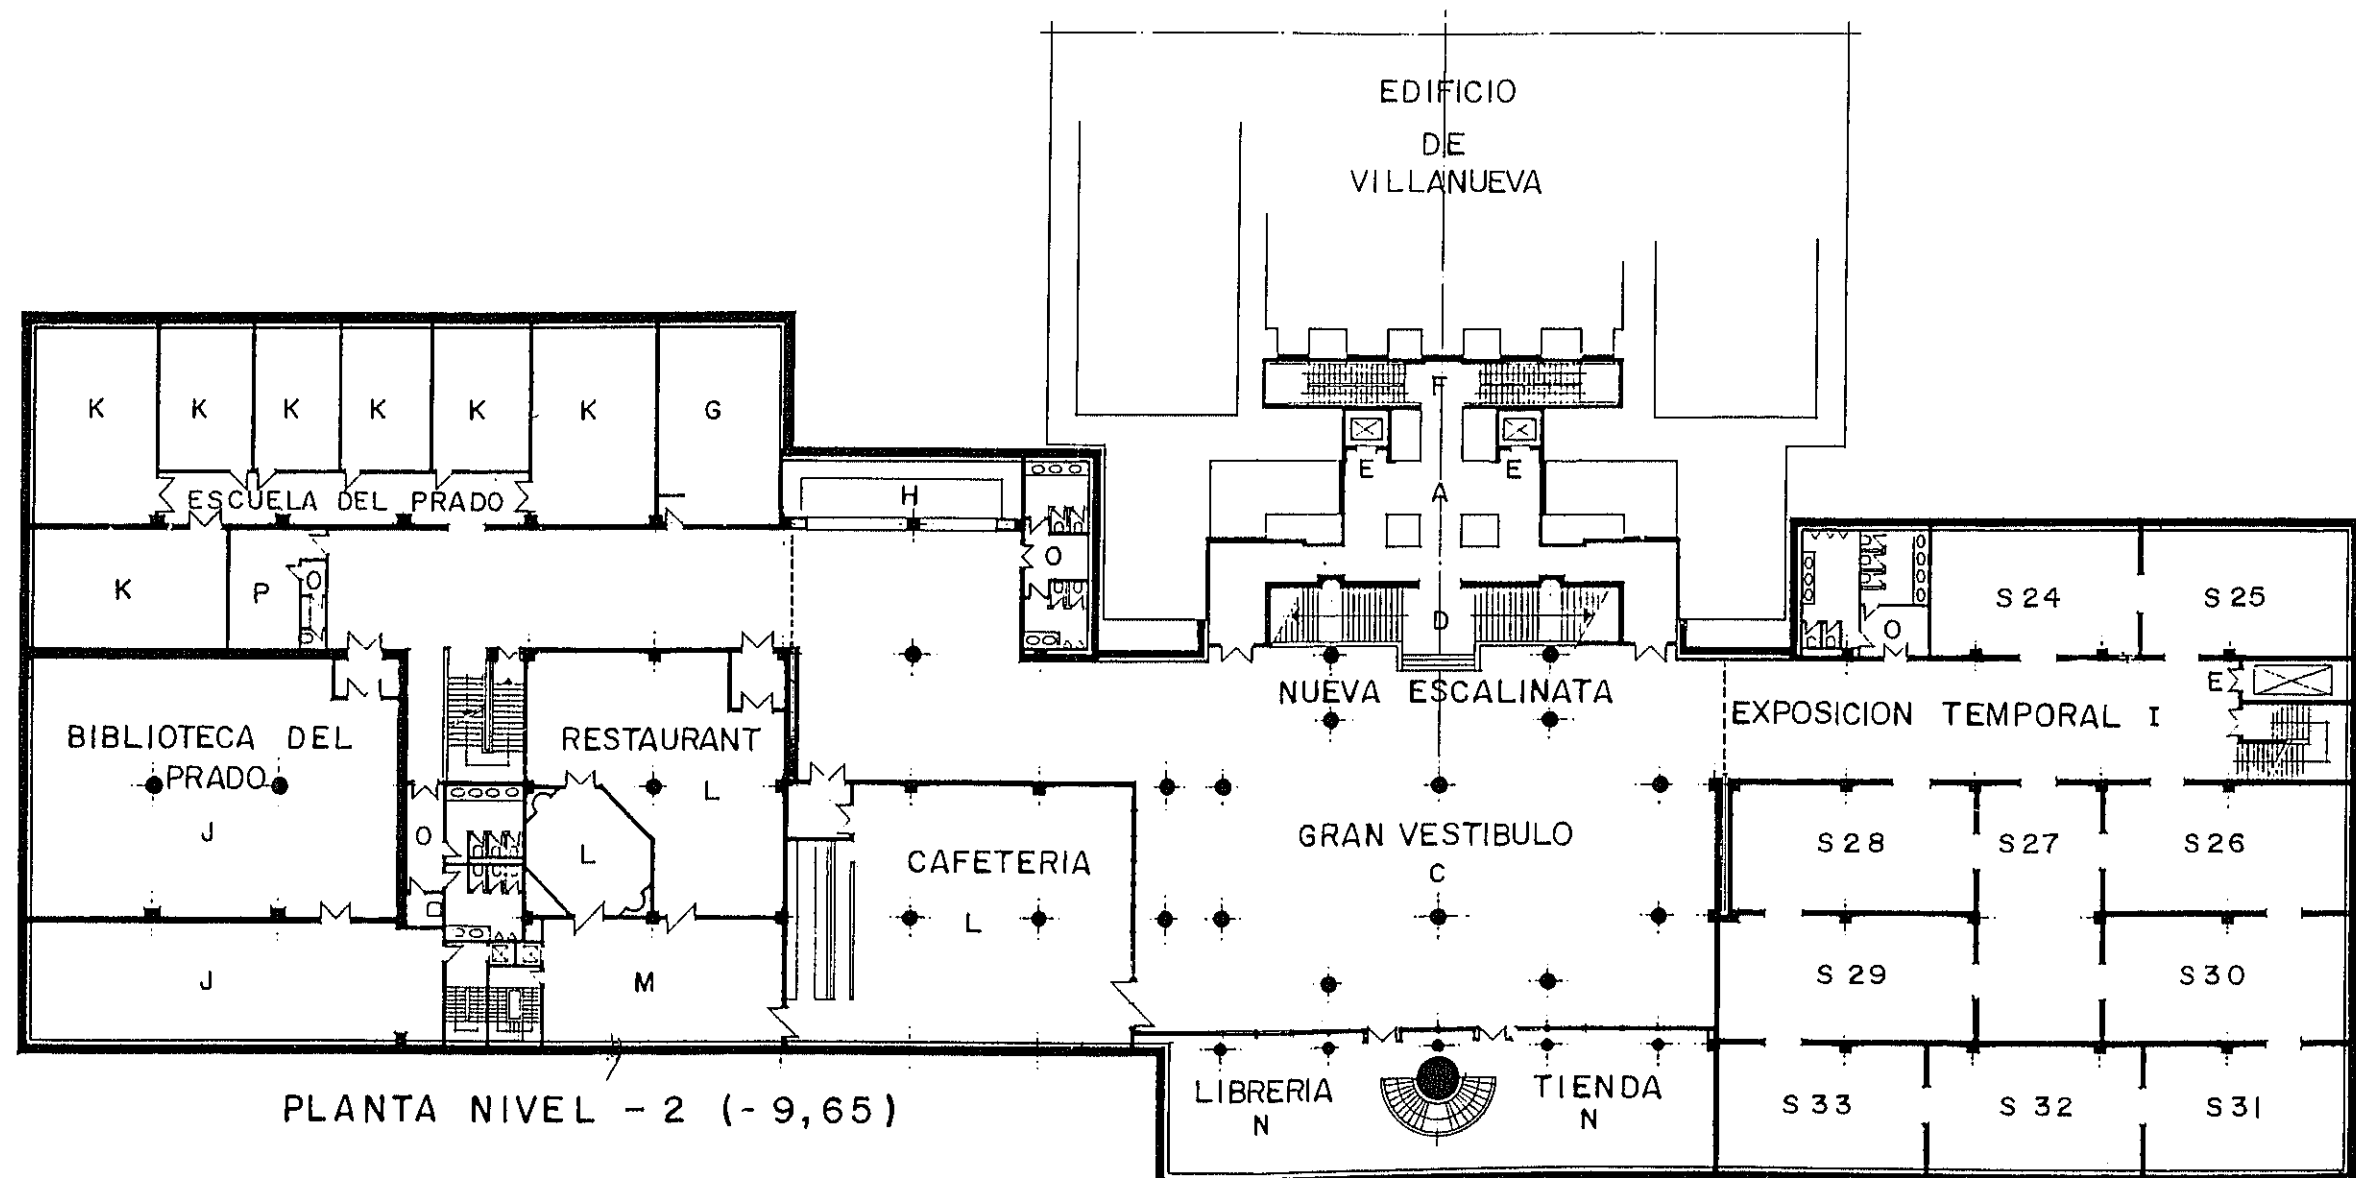 EDIFICIO
DE
VILLANUEVA
F
E
E
A
D
K
K
K
K
K
K
G
ESCUELA DEL PRADO
H
K
P
O
O
O
S 24
S 25
BIBLIOTECA DEL
PRADO
J
J
O
RESTAURANT
L
L
M
CAFETERIA
L
NUEVA ESCALINATA
GRAN VESTIBULO
C
EXPOSICION TEMPORAL I
E
S 28
S 27
S 26
S 29
S 30
S 33
S 32
S 31
LIBRERIA
N
TIENDA
N
PLANTA NIVEL - 2 (- 9,65)